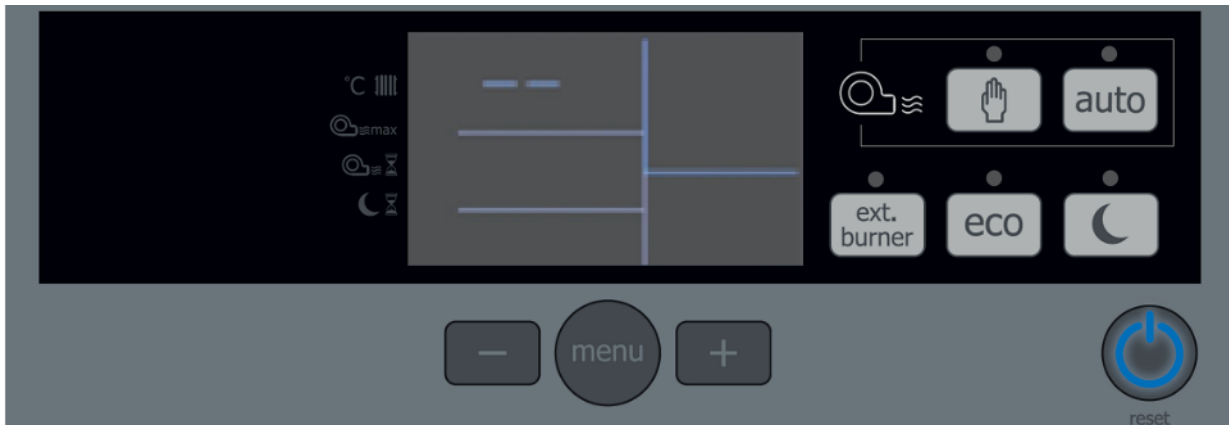 °C
max
auto
ext.
burner
eco
− menu +
reset